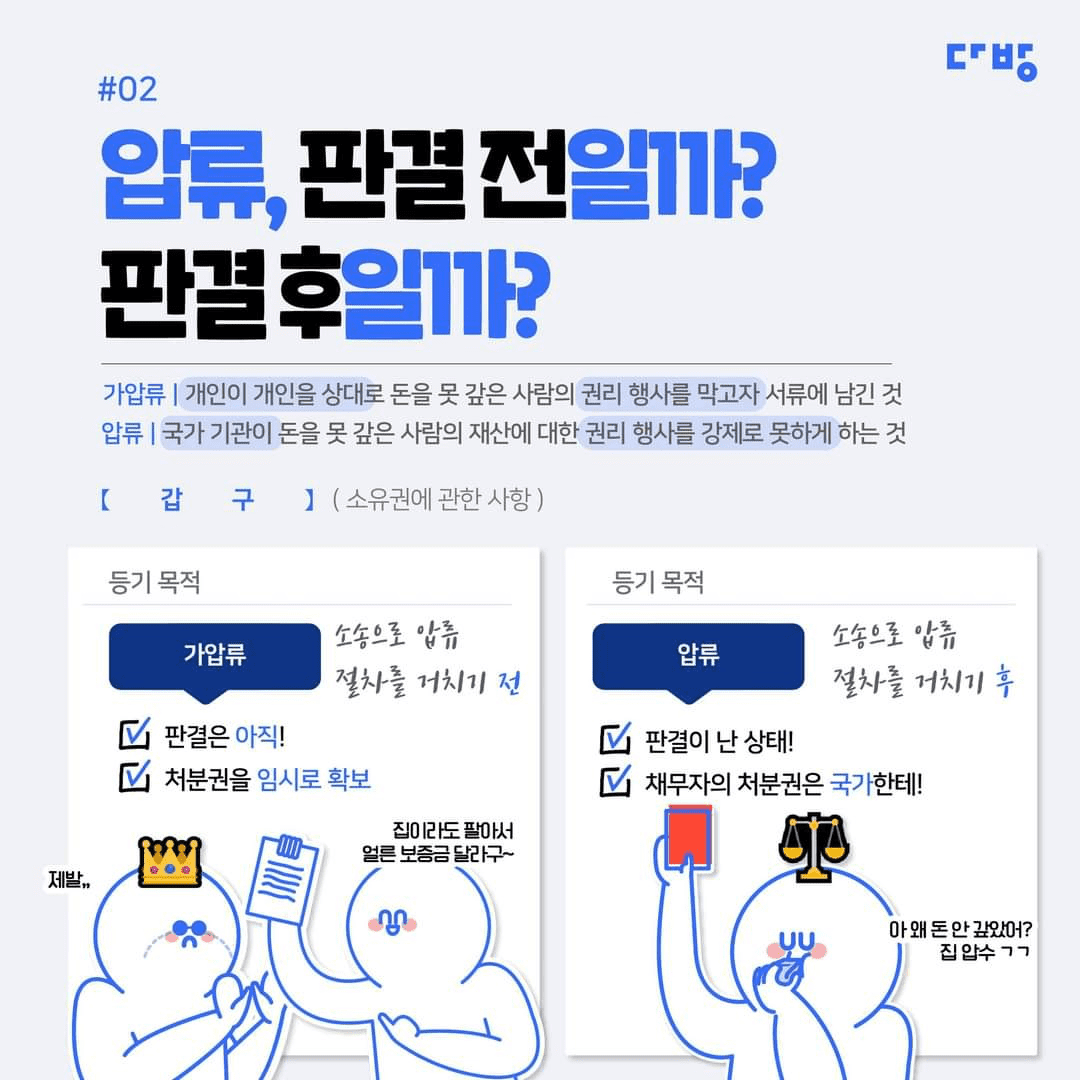 다방
#02
압류, 판결 전일까?
판결 후일까?
가압류 | 개인이 개인을 상대로 돈을 못 갚은 사람의 권리 행사를 막고자 서류에 남긴 것
압류 | 국가 기관이 돈을 못 갚은 사람의 재산에 대한 권리 행사를 강제로 못하게 하는 것
【 갑 구 】 ( 소유권에 관한 사항 )
등기 목적
가압류
소송으로 압류
절차를 거치기 전
판결은 아직!
처분권을 임시로 확보
집이라도 팔아서
얼른 보증금 달라구~
제발,,
등기 목적
압류
소송으로 압류
절차를 거치기 후
판결이 난 상태!
채무자의 처분권은 국가한테!
아 왜 돈 안 갚았어?
집 압수 ㄱㄱ